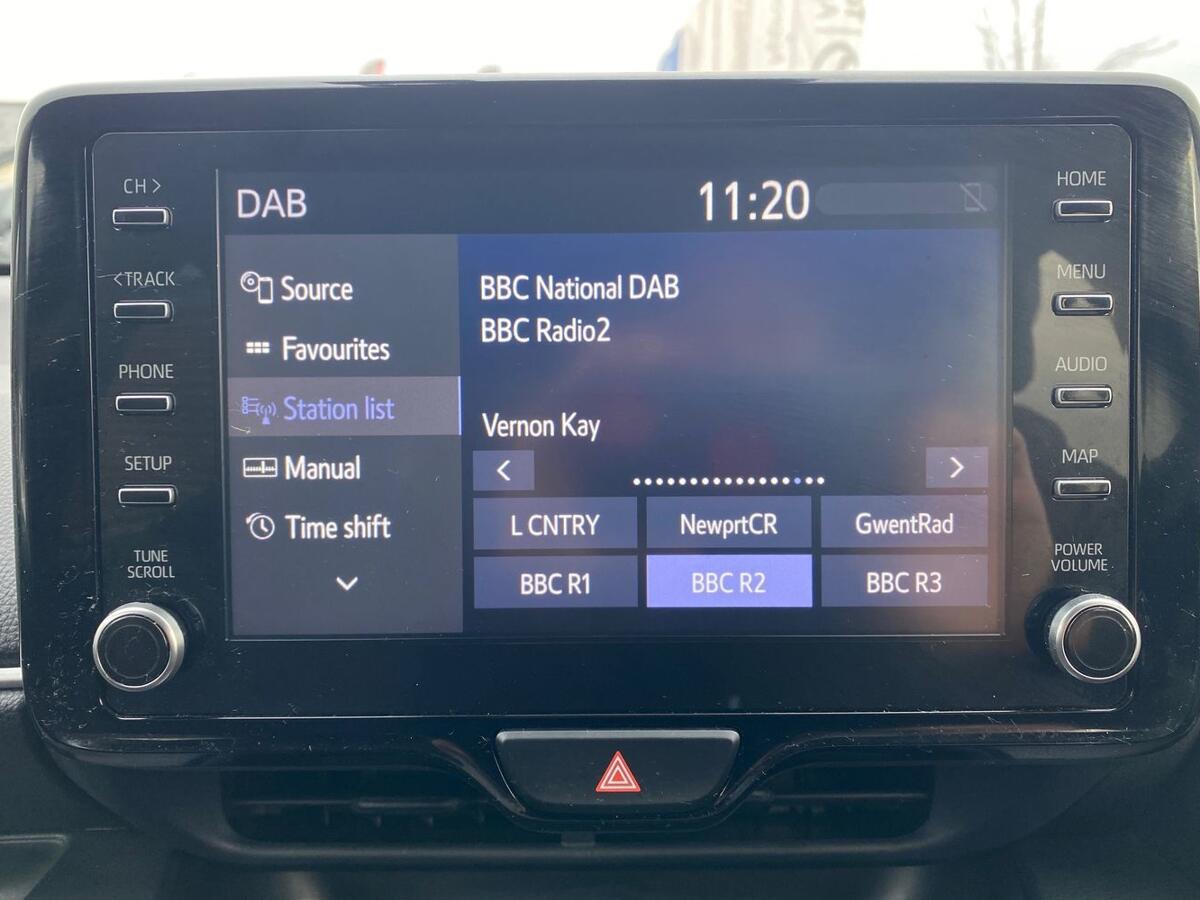 CH >
< TRACK
PHONE
SETUP
TUNE
SCROLL
DAB
11:20
Source
Favourites
Station list
Manual
Time shift
BBC National DAB
BBC Radio2
Vernon Kay
< >
L CNTRY NewprtCR GwentRad
BBC R1 BBC R2 BBC R3
HOME
MENU
AUDIO
MAP
POWER
VOLUME